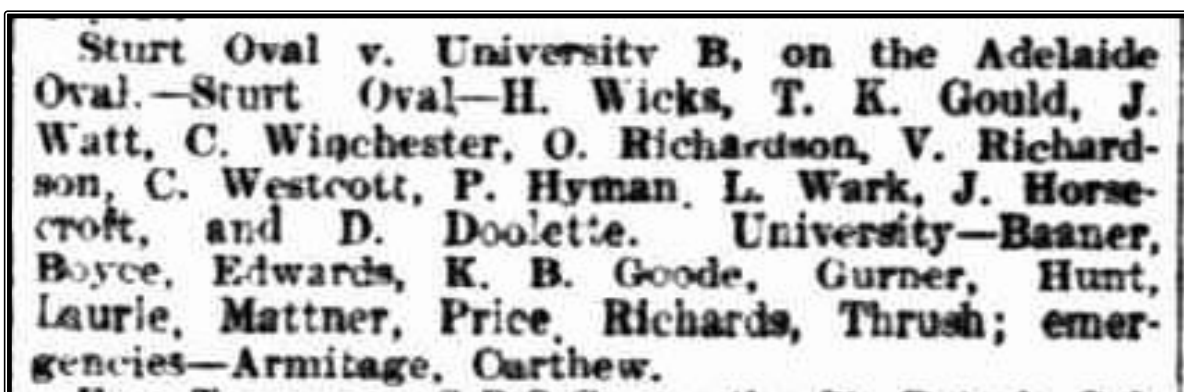 Sturt Oval v. University B, on the Adelaide
Oval.—Sturt Oval—H. Wicks, T. K. Gould, J.
Watt, C. Winchester, O. Richardson, V. Richard-
son, C. Westcott, P. Hyman, L. Wark, J. Horse-
croft, and D. Doolette. University—Baaner,
Boyce, Edwards, K. B. Goode, Gurner, Hunt,
Laurie, Mattner, Price, Richards, Thrush; emer-
gencies—Armitage, Carthew.